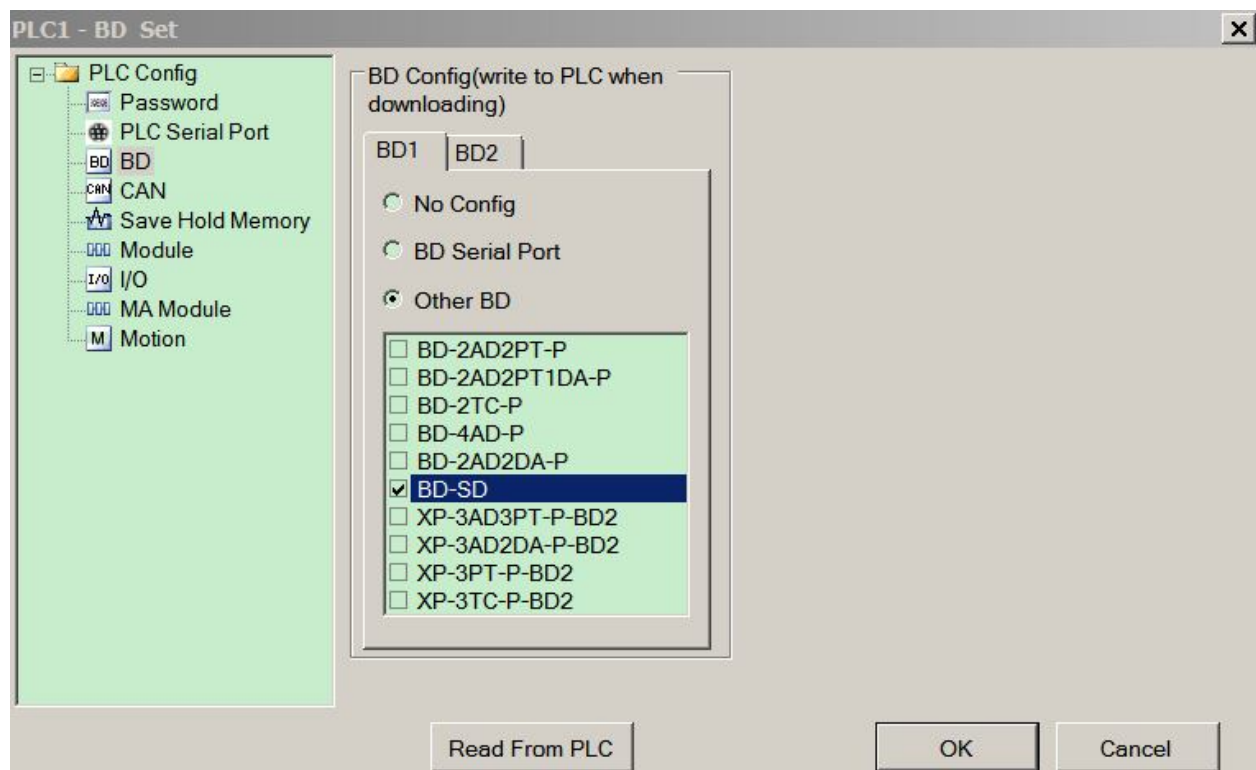 PLC1 - BD Set
PLC Config
Password
PLC Serial Port
BD BD
CAN CAN
Save Hold Memory
Module
I/O I/O
MA Module
M Motion
BD Config(write to PLC when
downloading)
BD1 BD2
No Config
BD Serial Port
Other BD
BD-2AD2PT-P
BD-2AD2PT1DA-P
BD-2TC-P
BD-4AD-P
BD-2AD2DA-P
BD-SD
XP-3AD3PT-P-BD2
XP-3AD2DA-P-BD2
XP-3PT-P-BD2
XP-3TC-P-BD2
Read From PLC OK Cancel